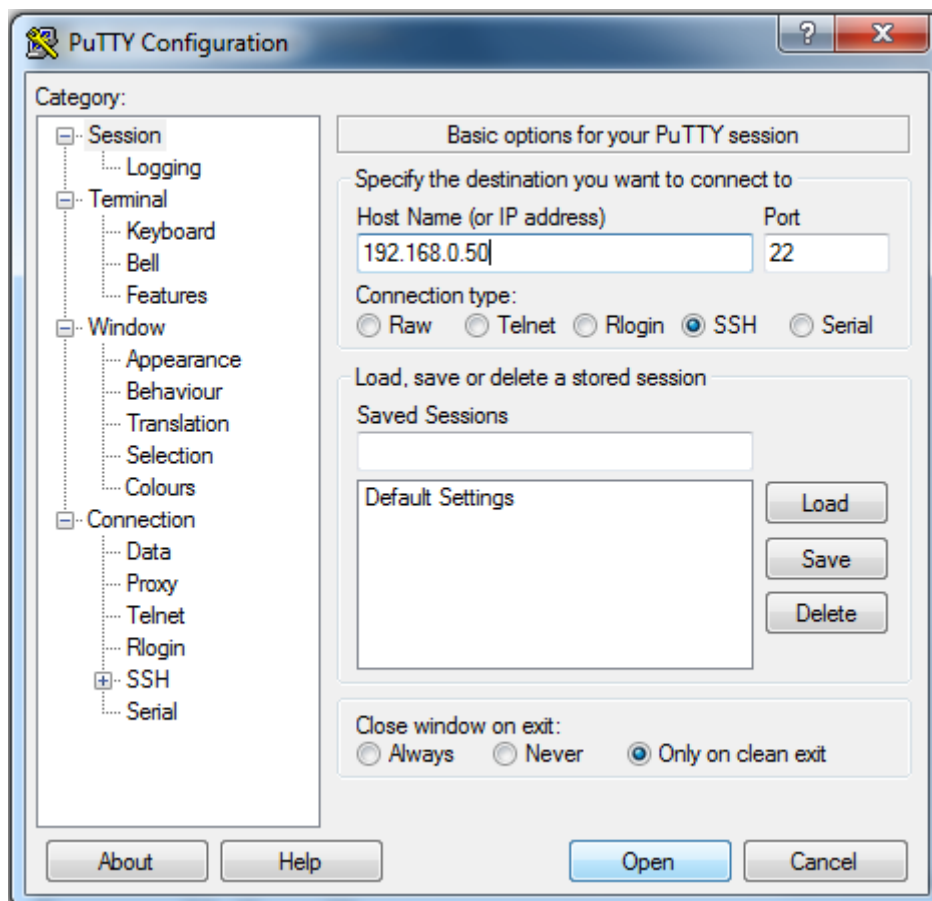 PuTTY Configuration
?
X
Category:
Session
Logging
Terminal
Keyboard
Bell
Features
Window
Appearance
Behaviour
Translation
Selection
Colours
Connection
Data
Proxy
Telnet
Rlogin
SSH
Serial
Basic options for your PuTTY session
Specify the destination you want to connect to
Host Name (or IP address) Port
192.168.0.50 22
Connection type:
Raw Telnet Rlogin SSH Serial
Load, save or delete a stored session
Saved Sessions
Default Settings
Load
Save
Delete
Close window on exit:
Always Never Only on clean exit
About Help Open Cancel